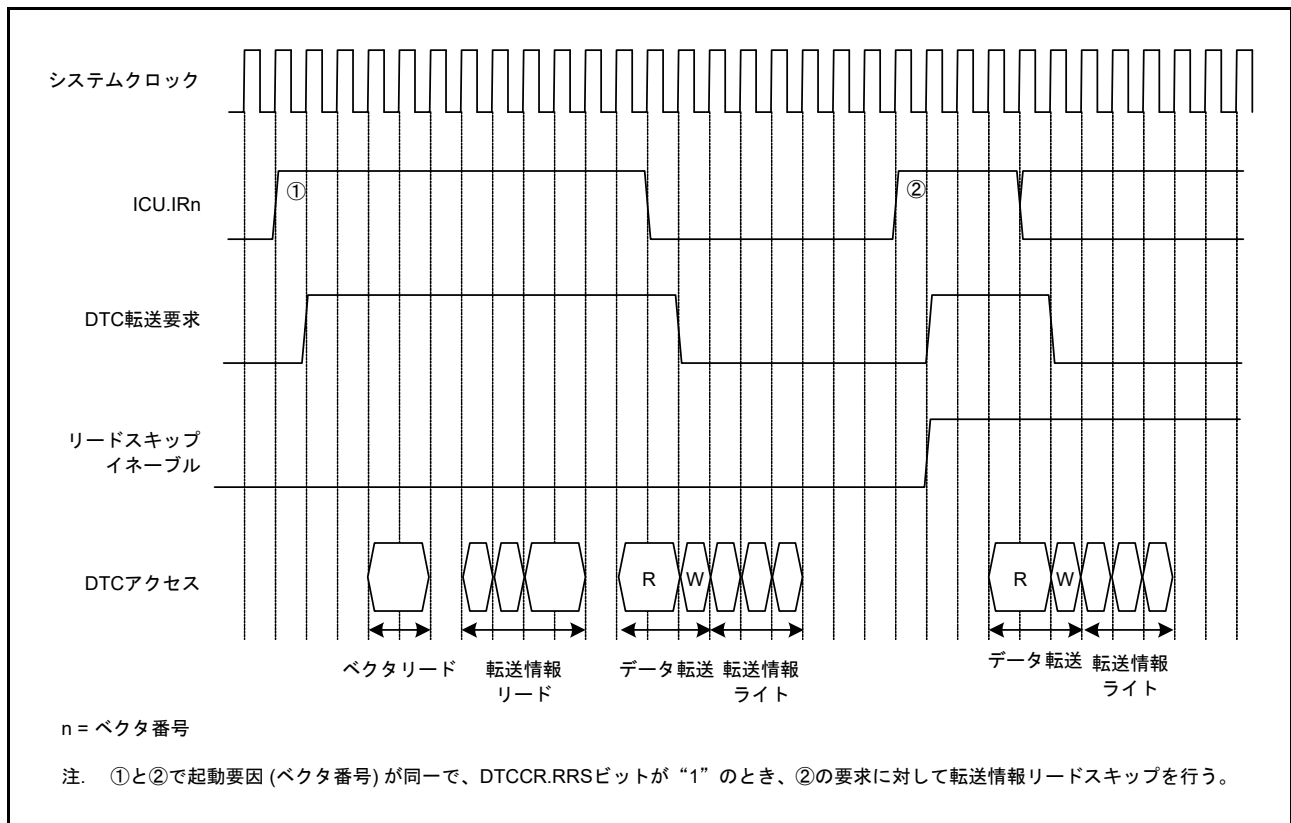 システムクロック
ICU.IRn
①
②
DTC転送要求
リードスキップ
イネーブル
DTCアクセス
R
W
R
W
ベクタリード
転送情報
リード
データ転送
転送情報
ライト
データ転送
転送情報
ライト
n = ベクタ番号
注. ①と②で起動要因 (ベクタ番号) が同一で、DTCCR.RRSビットが“1”のとき、②の要求に対して転送情報リードスキップを行う。